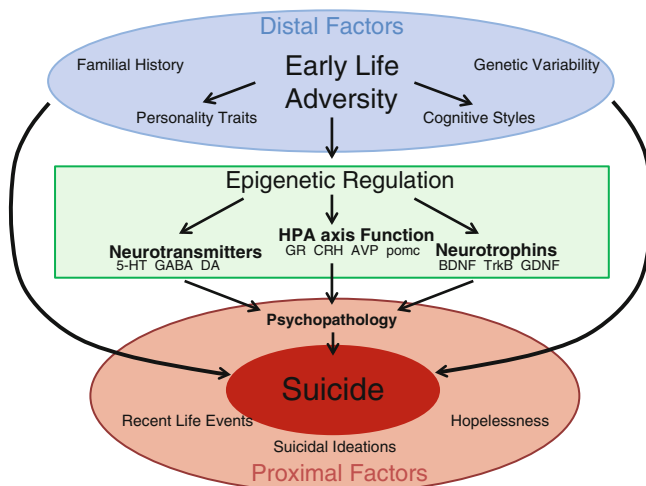 Distal Factors
Familial History
Early Life
Adversity
Genetic Variability
Personality Traits
Cognitive Styles
Epigenetic Regulation
Neurotransmitters
5-HT GABA DA
HPA axis Function
GR CRH AVP pomc
Neurotrophins
BDNF TrkB GDNF
Psychopathology
Suicide
Recent Life Events
Hopelessness
Suicidal Ideations
Proximal Factors